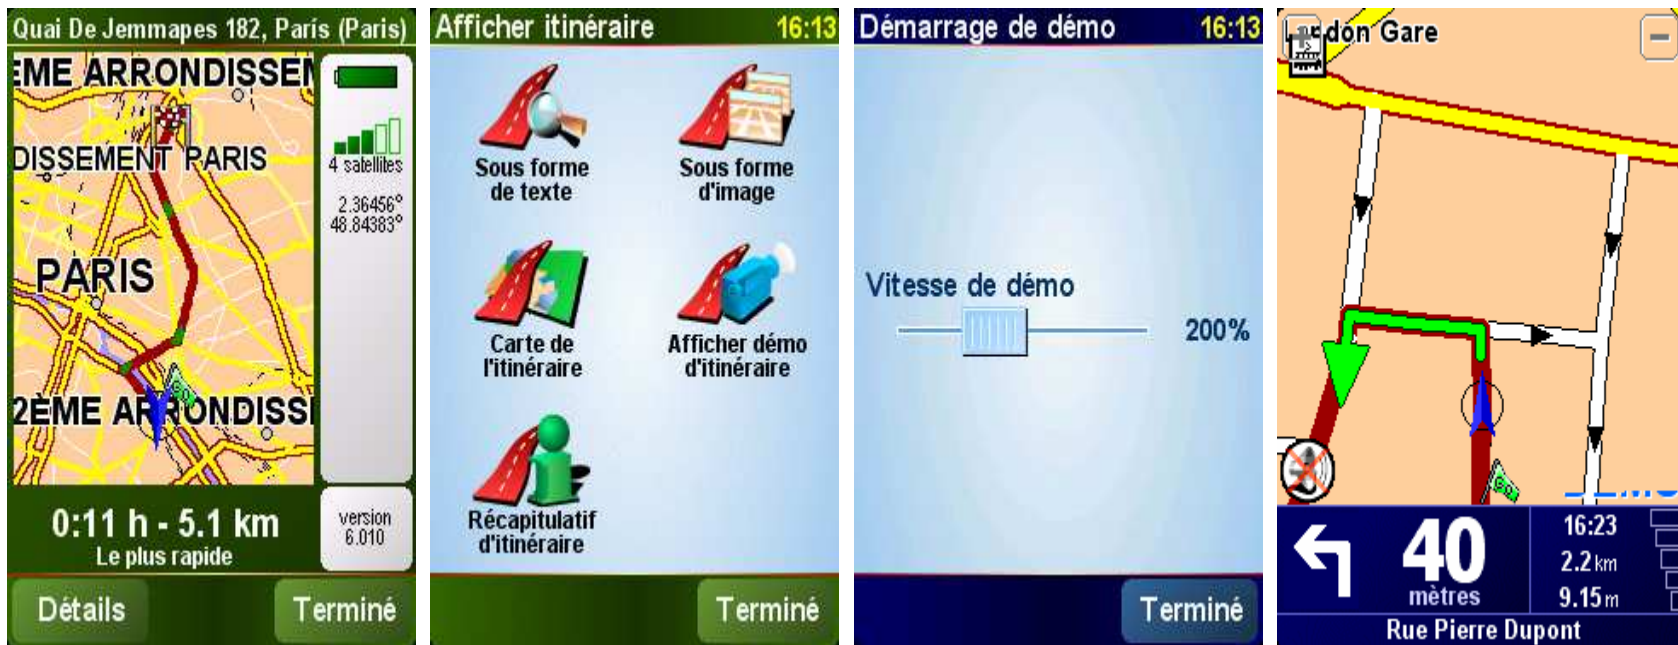 Quai De Jemmapes 182, Paris (Paris)
ÈME ARRONDISSEM
DISSEMENT PARIS
PARIS
2ÈME ARRONDISSI
4 satellites
2.36456°
48.84383°
0:11 h - 5.1 km
Le plus rapide
version
6.010
Détails
Terminé
Afficher itinéraire
16:13
Sous forme
de texte
Sous forme
d'image
Carte de
l'itinéraire
Afficher démo
d'itinéraire
Récapitulatif
d'itinéraire
Terminé
Démarrage de démo
16:13
Vitesse de démo
200%
Terminé
Gare
GO
40
mètres
16:23
2.2 km
9.15 m
Rue Pierre Dupont